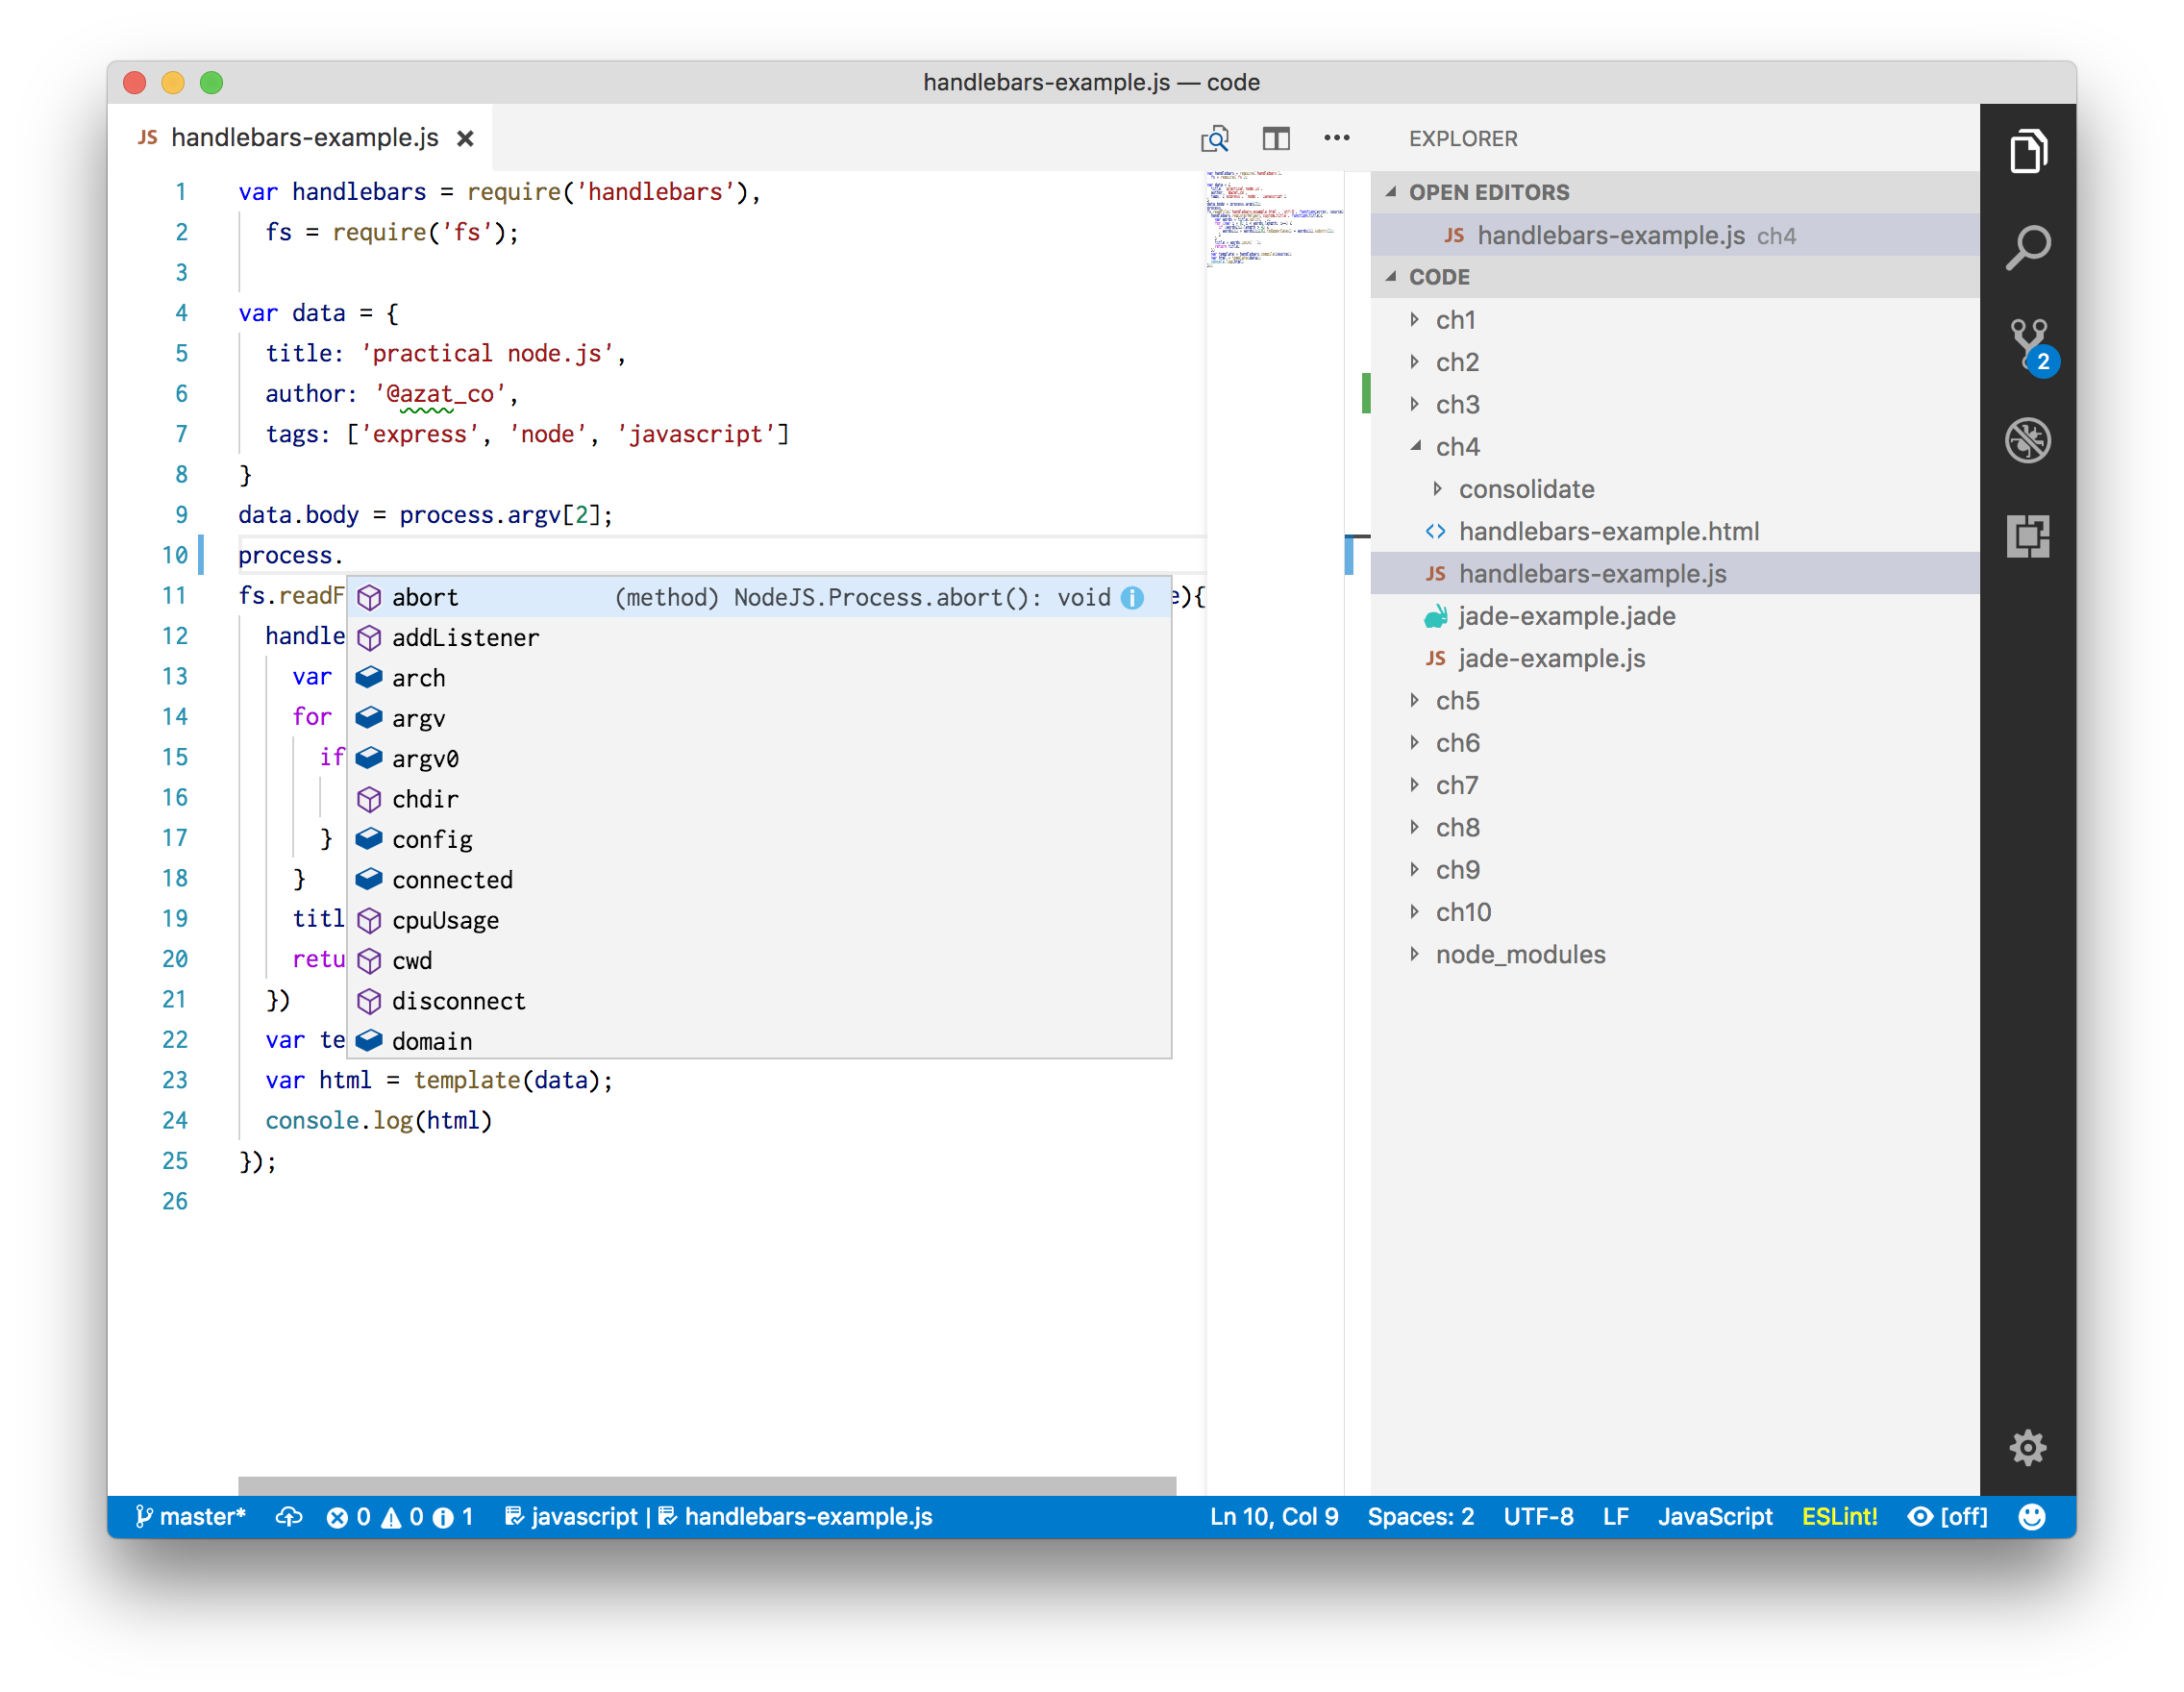 handlebars-example.js — code
JS handlebars-example.js
1 var handlebars = require('handlebars'),
2 fs = require('fs');
3
4 var data = {
5 title: 'practical node.js',
6 author: '@azat_co',
7 tags: ['express', 'node', 'javascript']
8 }
9 data.body = process.argv[2];
10 process.
11 fs.readF e){
12 handle
13 var
14 for
15 if
16
17 }
18 }
19 titl
20 retu
21 })
22 var te
23 var html = template(data);
24 console.log(html)
25 });
26
abort (method) NodeJS.Process.abort(): void
addListener
arch
argv
argv0
chdir
config
connected
cpuUsage
cwd
disconnect
domain
EXPLORER
OPEN EDITORS
JS handlebars-example.js ch4
CODE
ch1
ch2
ch3
ch4
consolidate
<> handlebars-example.html
JS handlebars-example.js
jade-example.jade
JS jade-example.js
ch5
ch6
ch7
ch8
ch9
ch10
node_modules
2
master* 0 0 1 javascript | handlebars-example.js Ln 10, Col 9 Spaces: 2 UTF-8 LF JavaScript ESLint! [off]